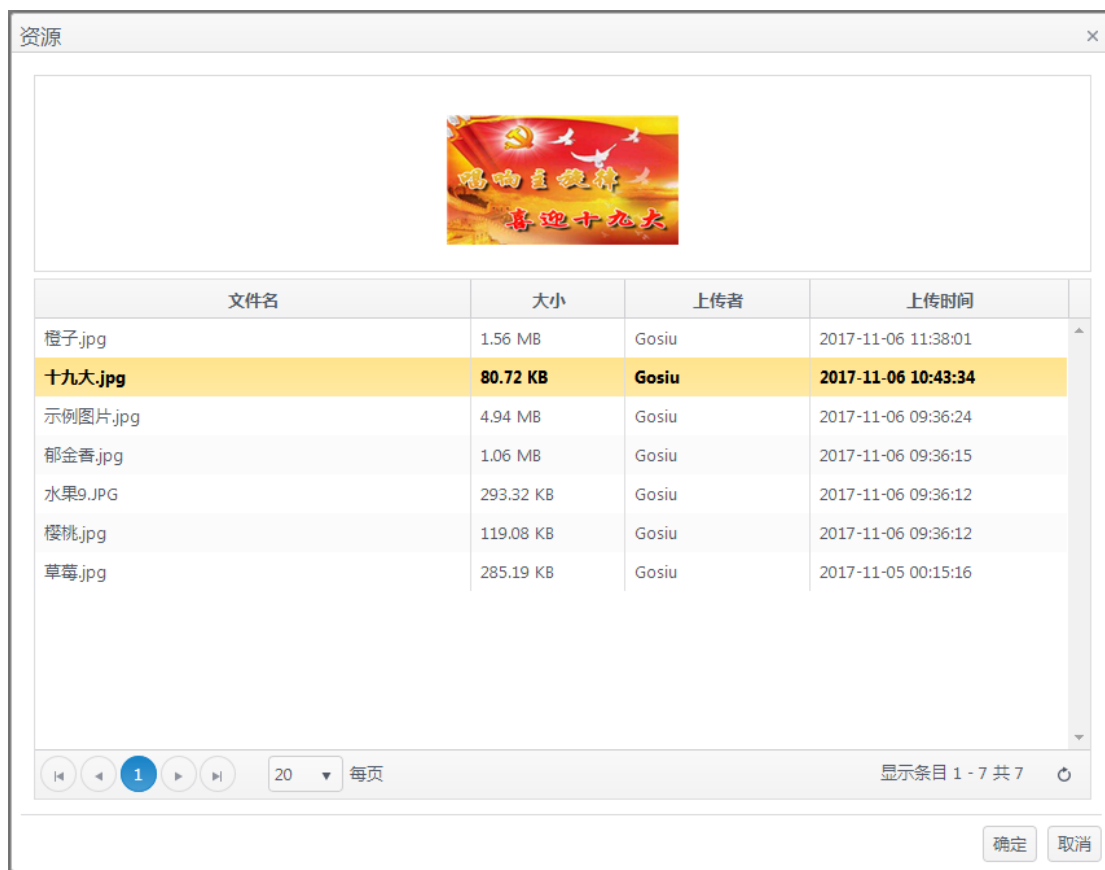 资源
唱响主旋律
喜迎十九大
文件名 大小 上传者 上传时间
橙子.jpg 1.56 MB Gosiu 2017-11-06 11:38:01
十九大.jpg 80.72 KB Gosiu 2017-11-06 10:43:34
示例图片.jpg 4.94 MB Gosiu 2017-11-06 09:36:24
郁金香.jpg 1.06 MB Gosiu 2017-11-06 09:36:15
水果9.JPG 293.32 KB Gosiu 2017-11-06 09:36:12
樱桃.jpg 119.08 KB Gosiu 2017-11-06 09:36:12
草莓.jpg 285.19 KB Gosiu 2017-11-05 00:15:16
1 20 每页 显示条目 1 - 7 共 7
确定 取消